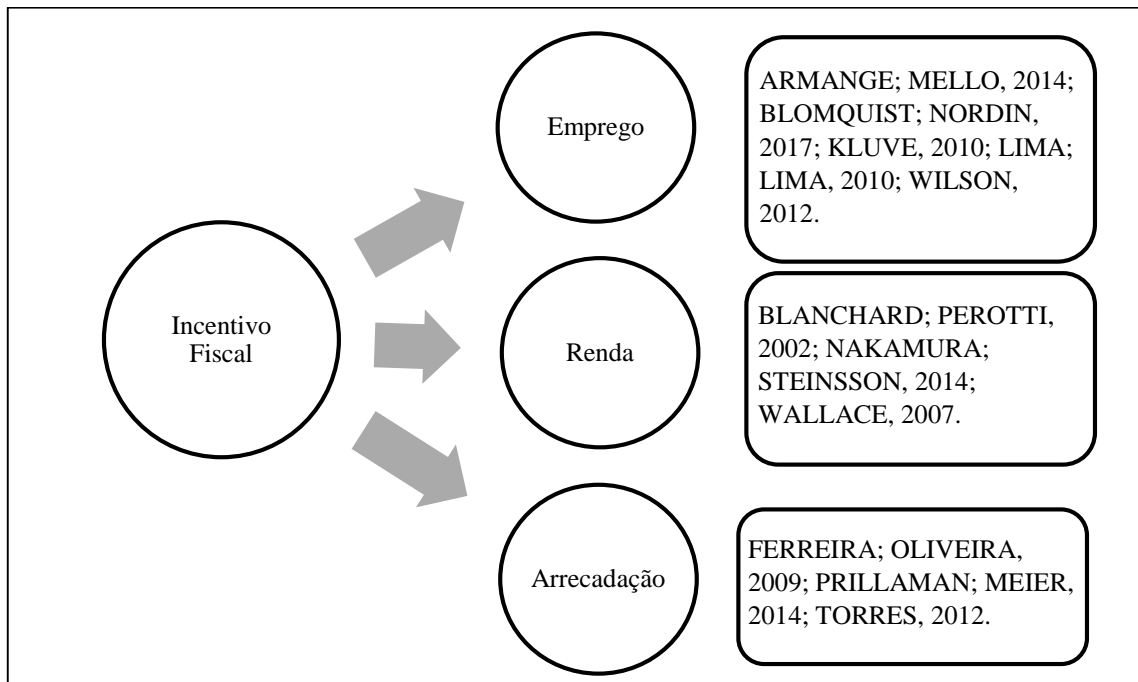 Emprego
ARMANGE; MELLO, 2014;
BLOMQUIST; NORDIN,
2017; KLUVE, 2010; LIMA;
LIMA, 2010; WILSON,
2012.
Incentivo
Fiscal
Renda
BLANCHARD; PEROTTI,
2002; NAKAMURA;
STEINSSON, 2014;
WALLACE, 2007.
Arrecadação
FERREIRA; OLIVEIRA,
2009; PRILLAMAN; MEIER,
2014; TORRES, 2012.